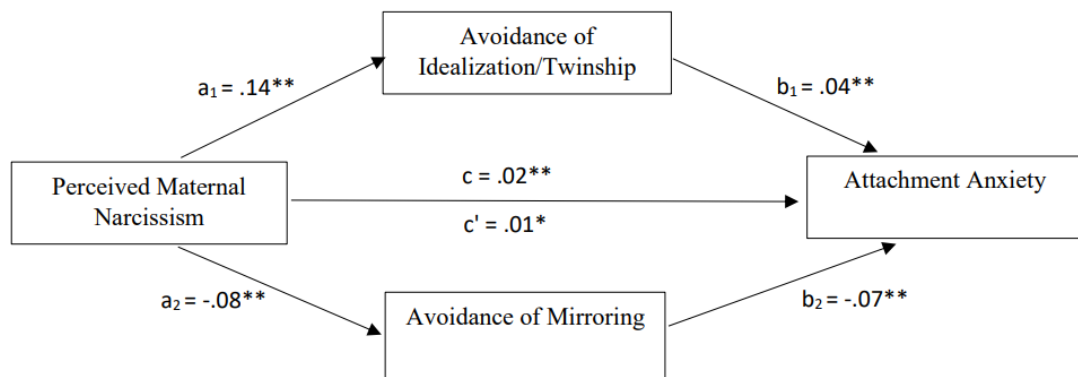 Avoidance of
Idealization/Twinship
a₁ = .14**
b₁ = .04**
Perceived Maternal
Narcissism
c = .02**
c' = .01*
Attachment Anxiety
a₂ = -.08**
b₂ = -.07**
Avoidance of Mirroring